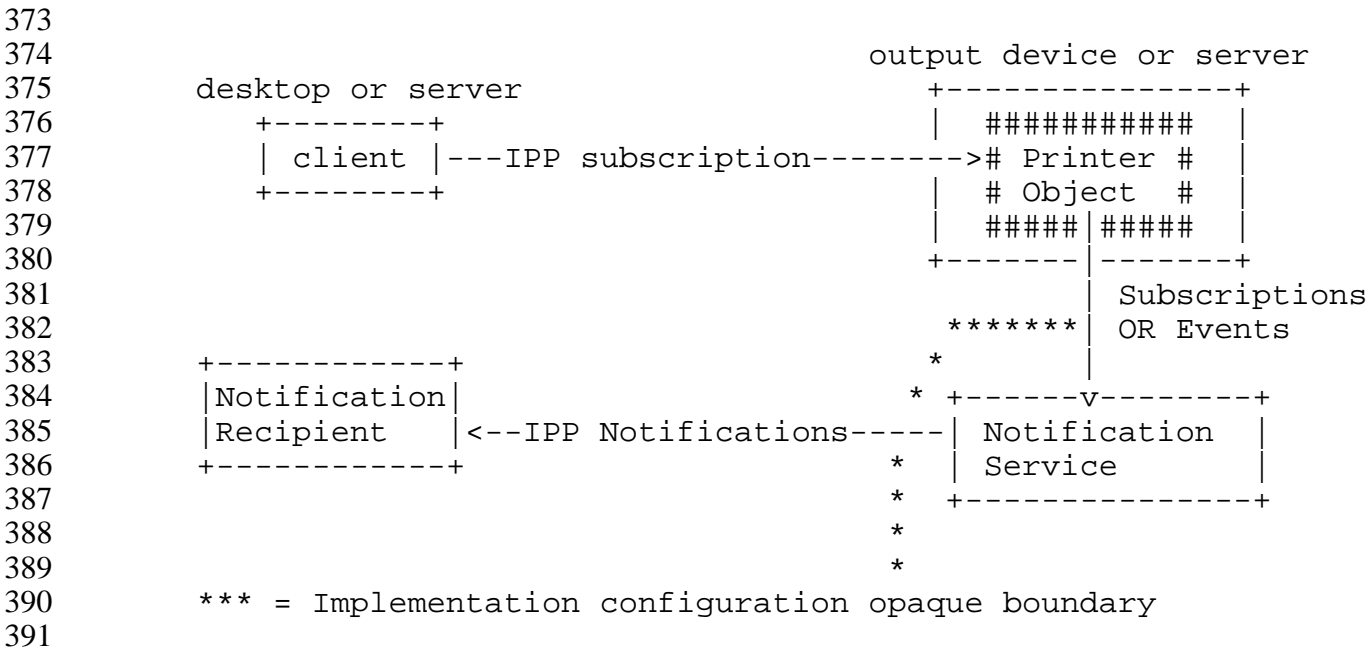 373
374                                              output device or server
375          desktop or server                       +---------------+
376             +--------+                           |  ###########  |
377             | client |---IPP subscription--------># Printer #  |
378             +--------+                           |  # Object  #  |
379                                                  |  #####|#####  |
380                                                  +-------|-------+
381                                                          | Subscriptions
382                                                   *******| OR Events
383          +------------+                          *       |
384          |Notification|                         * +------v--------+
385          |Recipient   |<--IPP Notifications-----| Notification  |
386          +------------+                        *  | Service       |
387                                                *  +---------------+
388                                                *
389                                                *
390          *** = Implementation configuration opaque boundary
391